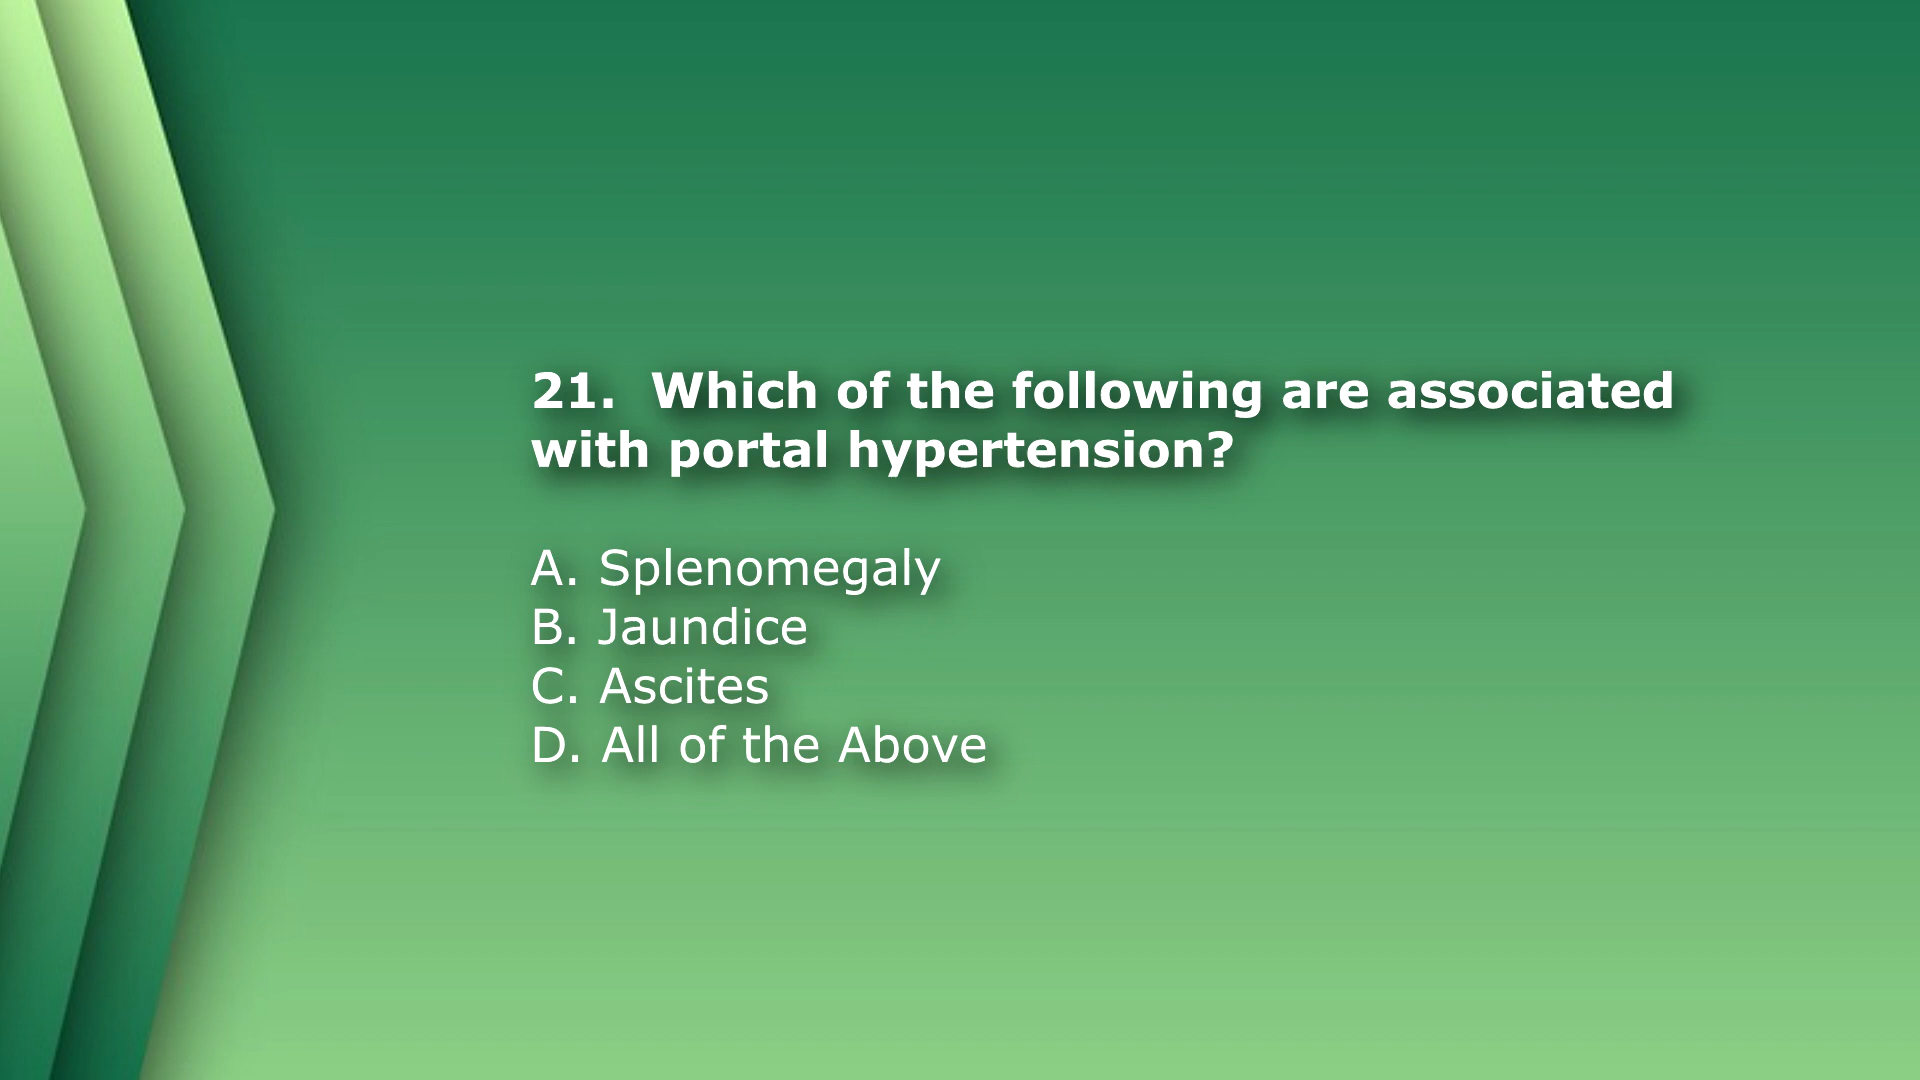 21.  Which of the following are associated
with portal hypertension?
A. Splenomegaly
B. Jaundice
C. Ascites
D. All of the Above